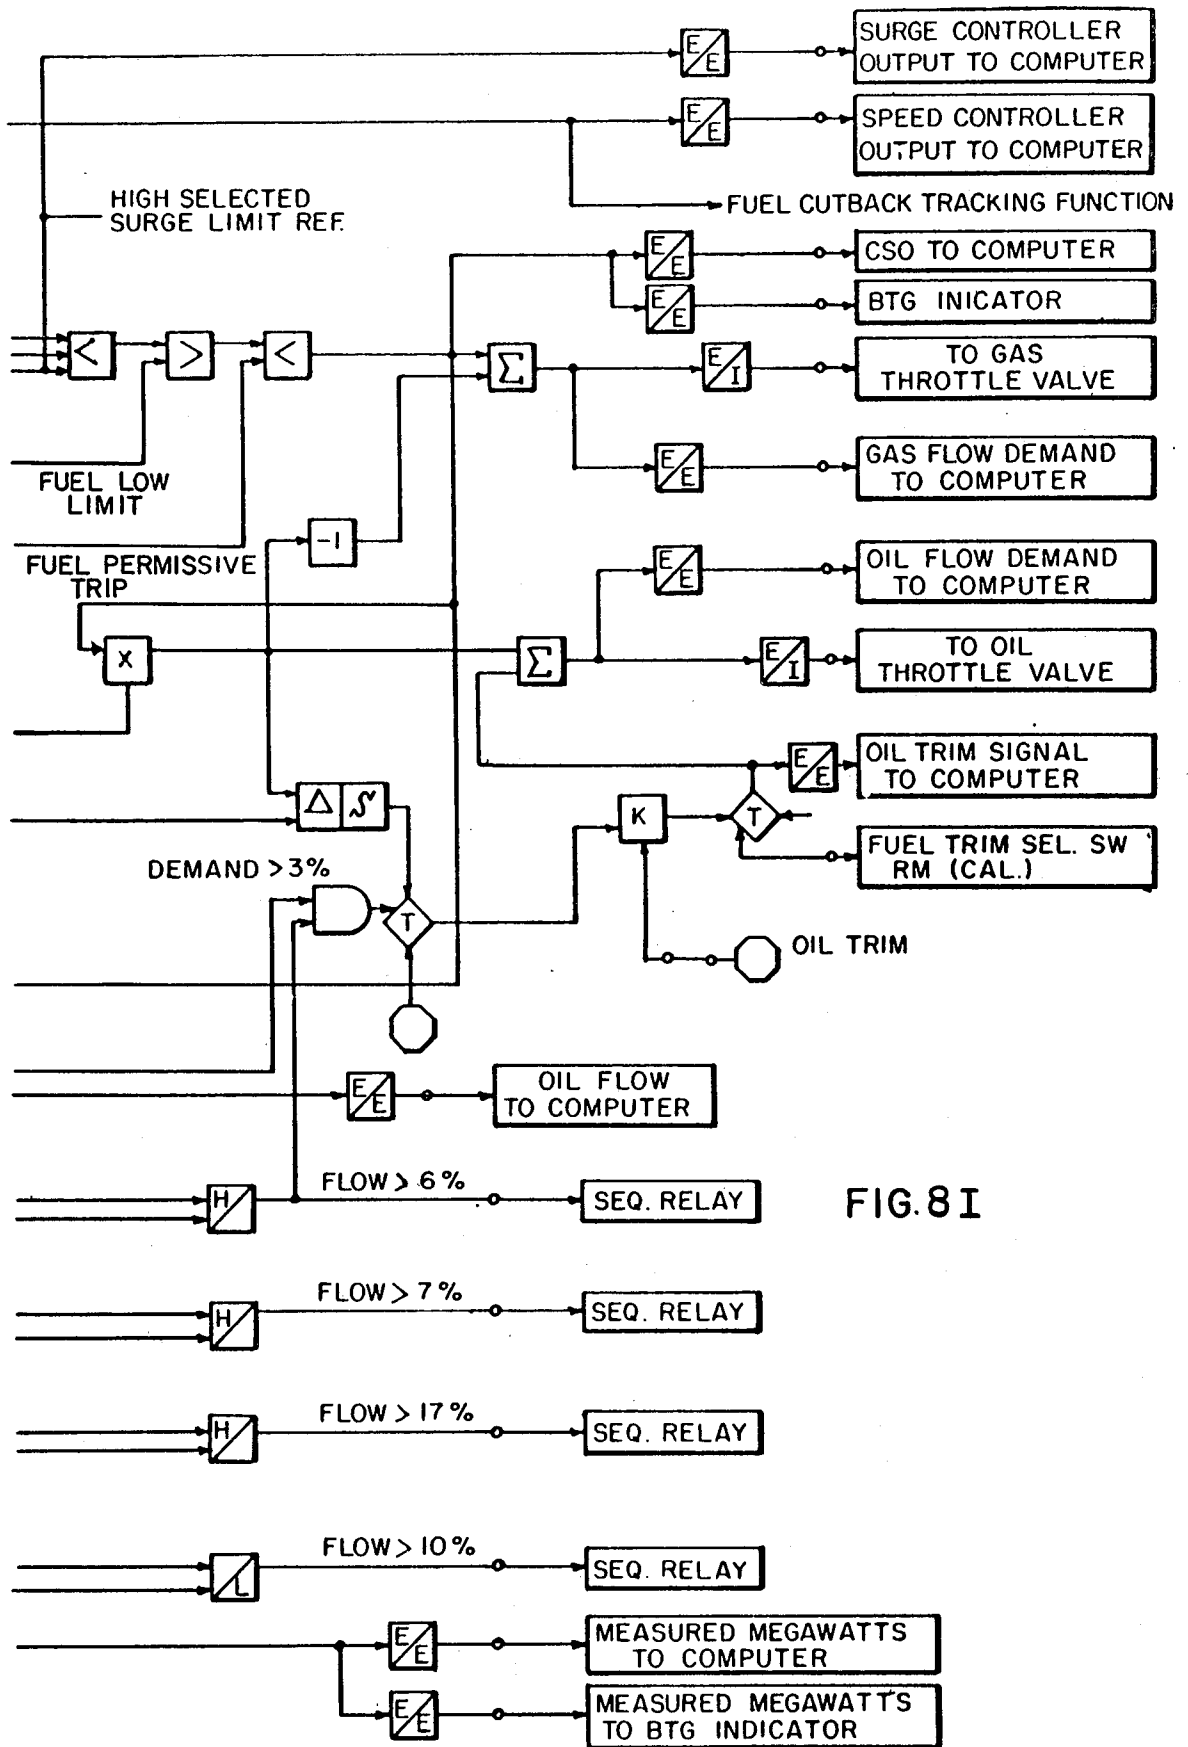 E/E
SURGE CONTROLLER
OUTPUT TO COMPUTER
E/E
SPEED CONTROLLER
OUTPUT TO COMPUTER
HIGH SELECTED
SURGE LIMIT REF.
FUEL CUTBACK TRACKING FUNCTION
E/E
CSO TO COMPUTER
E/E
BTG INICATOR
<
>
<
Σ
E/I
TO GAS
THROTTLE VALVE
FUEL LOW
LIMIT
E/E
GAS FLOW DEMAND
TO COMPUTER
-1
FUEL PERMISSIVE
TRIP
E/E
OIL FLOW DEMAND
TO COMPUTER
X
Σ
E/I
TO OIL
THROTTLE VALVE
E/E
OIL TRIM SIGNAL
TO COMPUTER
Δ ∫
K
T
FUEL TRIM SEL. SW
RM (CAL.)
DEMAND >3%
T
OIL TRIM
E/E
OIL FLOW
TO COMPUTER
H/
FLOW > 6%
SEQ. RELAY
FIG. 8I
H/
FLOW > 7%
SEQ. RELAY
H/
FLOW > 17%
SEQ. RELAY
/L
FLOW > 10%
SEQ. RELAY
E/E
MEASURED MEGAWATTS
TO COMPUTER
E/E
MEASURED MEGAWATTS
TO BTG INDICATOR